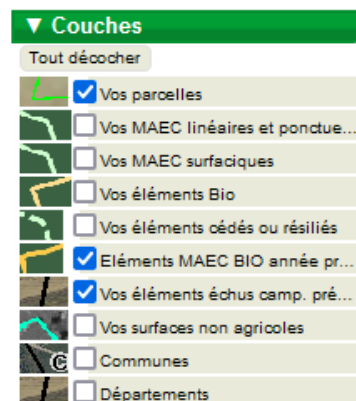 ▼ Couches
Tout décocher
Vos parcelles
Vos MAEC linéaires et ponctue...
Vos MAEC surfaciques
Vos éléments Bio
Vos éléments cédés ou résiliés
Eléments MAEC BIO année pr...
Vos éléments échus camp. pré...
Vos surfaces non agricoles
C Communes
Départements